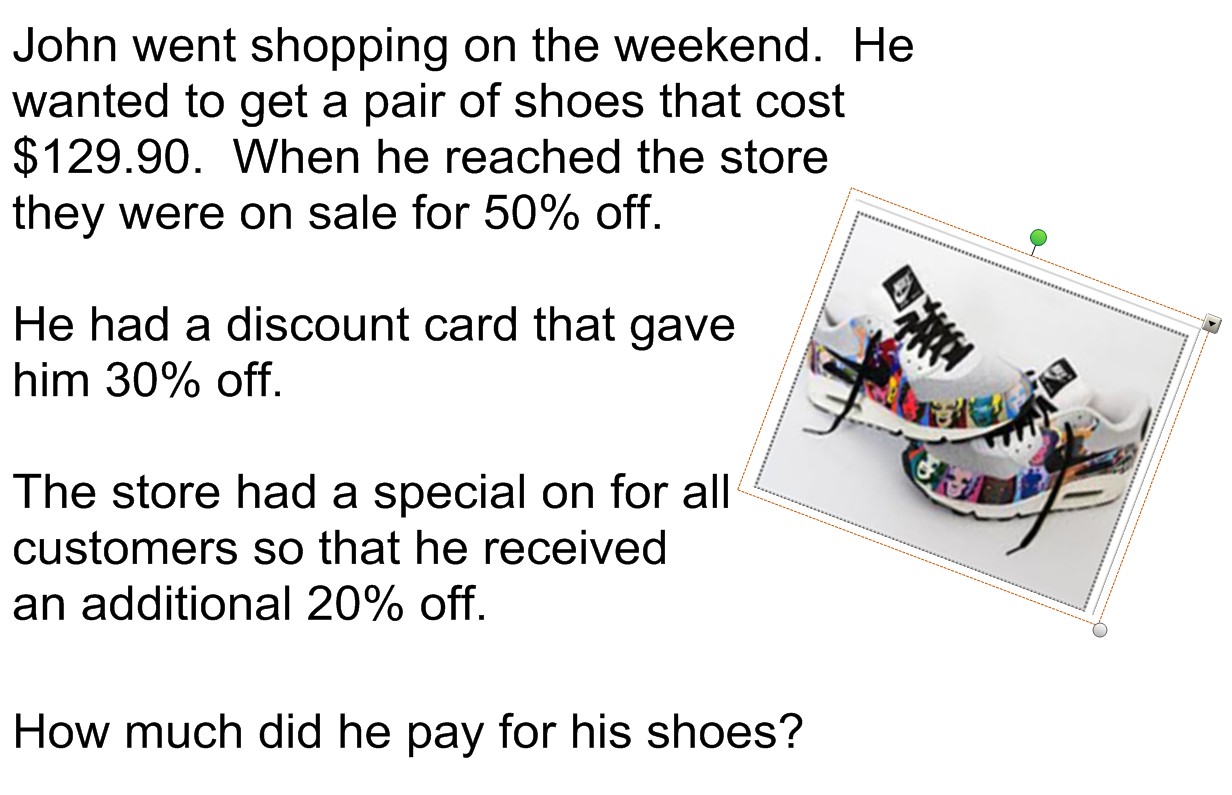 John went shopping on the weekend.  He
wanted to get a pair of shoes that cost
$129.90.  When he reached the store
they were on sale for 50% off.
He had a discount card that gave
him 30% off.
The store had a special on for all
customers so that he received
an additional 20% off.
How much did he pay for his shoes?